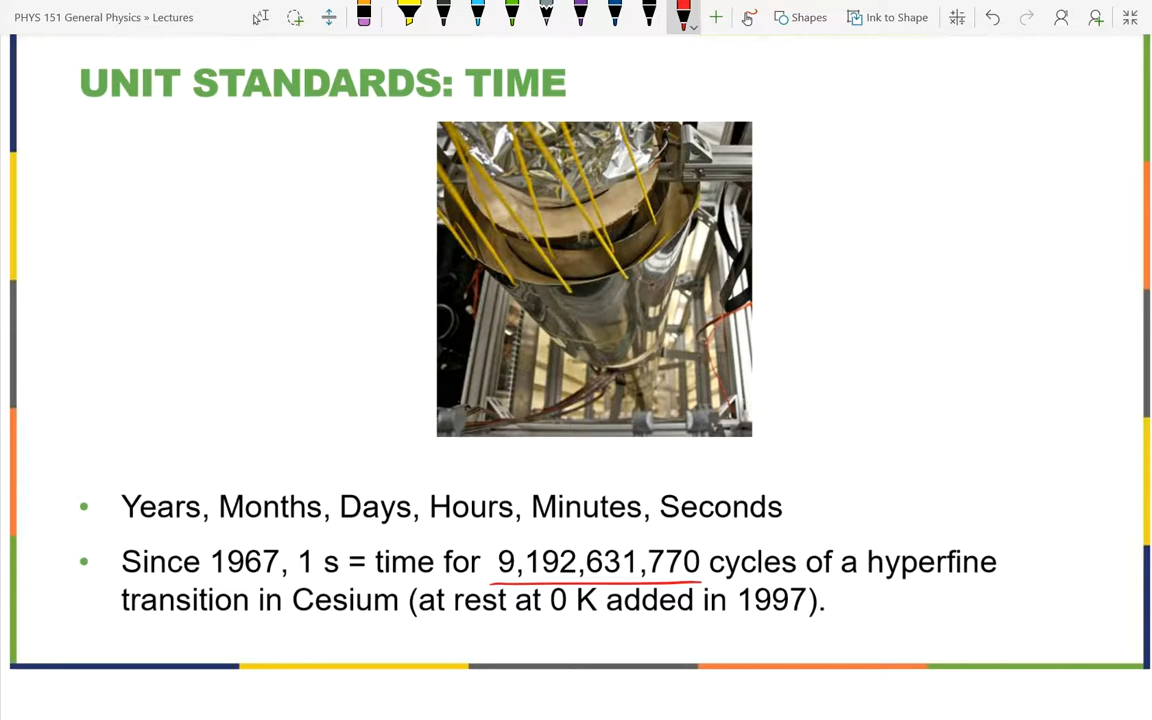 PHYS 151 General Physics » Lectures
Shapes
Ink to Shape
UNIT STANDARDS: TIME
• Years, Months, Days, Hours, Minutes, Seconds
• Since 1967, 1 s = time for 9,192,631,770 cycles of a hyperfine
transition in Cesium (at rest at 0 K added in 1997).